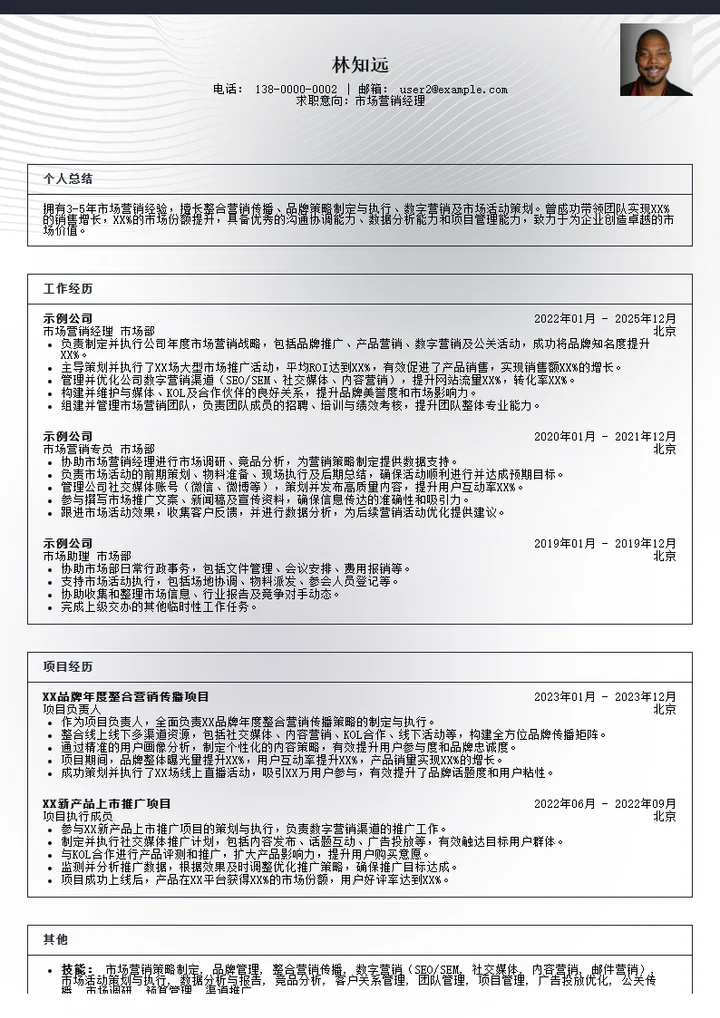 林知远
电话: 138-0000-0002 | 邮箱: user2@example.com
求职意向: 市场营销经理
个人总结
拥有3-5年市场营销经验，擅长整合营销传播、品牌策略制定与执行、数字营销及市场活动策划。曾成功带领团队实现XX%
的销售增长，XX%的市场份额提升，具备优秀的沟通协调能力、数据分析能力和项目管理能力，致力于为企业创造卓越的市
场价值。
工作经历
示例公司 2022年01月 - 2025年12月
市场营销经理 市场部 北京
• 负责制定并执行公司年度市场营销战略，包括品牌推广、产品营销、数字营销及公关活动，成功将品牌知名度提升
XX%。
• 主导策划并执行了XX场大型市场推广活动，平均ROI达到XX%，有效促进了产品销售，实现销售额XX%的增长。
• 管理并优化公司数字营销渠道（SEO/SEM、社交媒体、内容营销），提升网站流量XX%，转化率XX%。
• 构建并维护与媒体、KOL及合作伙伴的良好关系，提升品牌美誉度和市场影响力。
• 组建并管理市场营销团队，负责团队成员的招聘、培训与绩效考核，提升团队整体专业能力。
示例公司 2020年01月 - 2021年12月
市场营销专员 市场部 北京
• 协助市场营销经理进行市场调研、竞品分析，为营销策略制定提供数据支持。
• 负责市场活动的前期策划、物料准备、现场执行及后期总结，确保活动顺利进行并达成预期目标。
• 管理公司社交媒体账号（微信、微博等），策划并发布高质量内容，提升用户互动率XX%。
• 参与撰写市场推广文案、新闻稿及宣传资料，确保信息传达的准确性和吸引力。
• 跟进市场活动效果，收集客户反馈，并进行数据分析，为后续营销活动优化提供建议。
示例公司 2019年01月 - 2019年12月
市场助理 市场部 北京
• 协助市场部日常行政事务，包括文件管理、会议安排、费用报销等。
• 支持市场活动执行，包括场地协调、物料派发、参会人员登记等。
• 协助收集和整理市场信息、行业报告及竞争对手动态。
• 完成上级交办的其他临时性工作任务。
项目经历
XX品牌年度整合营销传播项目 2023年01月 - 2023年12月
项目负责人 北京
• 作为项目负责人，全面负责XX品牌年度整合营销传播策略的制定与执行。
• 整合线上线下多渠道资源，包括社交媒体、内容营销、KOL合作、线下活动等，构建全方位品牌传播矩阵。
• 通过精准的用户画像分析，制定个性化的内容策略，有效提升用户参与度和品牌忠诚度。
• 项目期间，品牌整体曝光量提升XX%，用户互动率提升XX%，产品销量实现XX%的增长。
• 成功策划并执行了XX场线上直播活动，吸引XX万用户参与，有效提升了品牌话题度和用户粘性。
XX新产品上市推广项目 2022年06月 - 2022年09月
项目执行成员 北京
• 参与XX新产品上市推广项目的策划与执行，负责数字营销渠道的推广工作。
• 制定并执行社交媒体推广计划，包括内容发布、话题互动、广告投放等，有效触达目标用户群体。
• 与KOL合作进行产品评测和推广，扩大产品影响力，提升用户购买意愿。
• 监测并分析推广数据，根据效果及时调整优化推广策略，确保推广目标达成。
• 项目成功上线后，产品在XX平台获得XX%的市场份额，用户好评率达到XX%。
其他
• 技能: 市场营销策略制定, 品牌管理, 整合营销传播, 数字营销（SEO/SEM, 社交媒体, 内容营销, 邮件营销）,
市场活动策划与执行, 数据分析与报告, 竞品分析, 客户关系管理, 团队管理, 项目管理, 广告投放优化, 公关传
播, 市场调研, 预算管理, 渠道推广